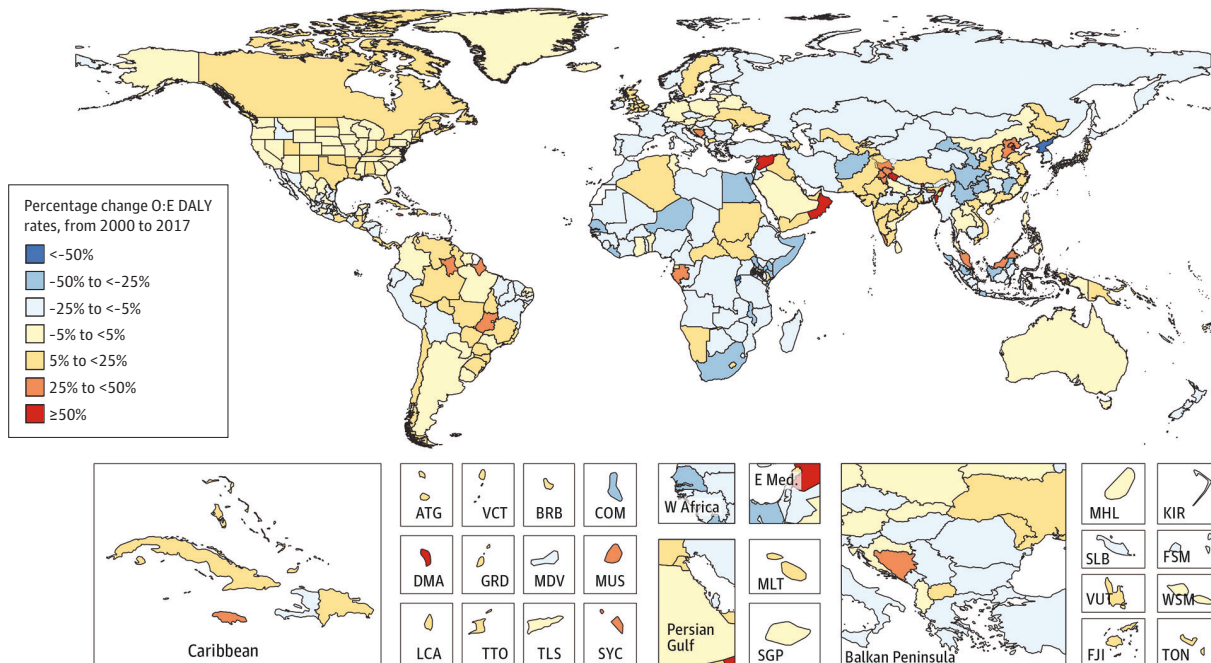 Percentage change O:E DALY
rates, from 2000 to 2017
<-50%
-50% to <-25%
-25% to <-5%
-5% to <5%
5% to <25%
25% to <50%
≥50%
Caribbean
ATG
VCT
BRB
COM
DMA
GRD
MDV
MUS
LCA
TTO
TLS
SYC
W Africa
E Med.
Persian
Gulf
MLT
SGP
Balkan Peninsula
MHL
KIR
SLB
FSM
VUT
WSM
FJI
TON